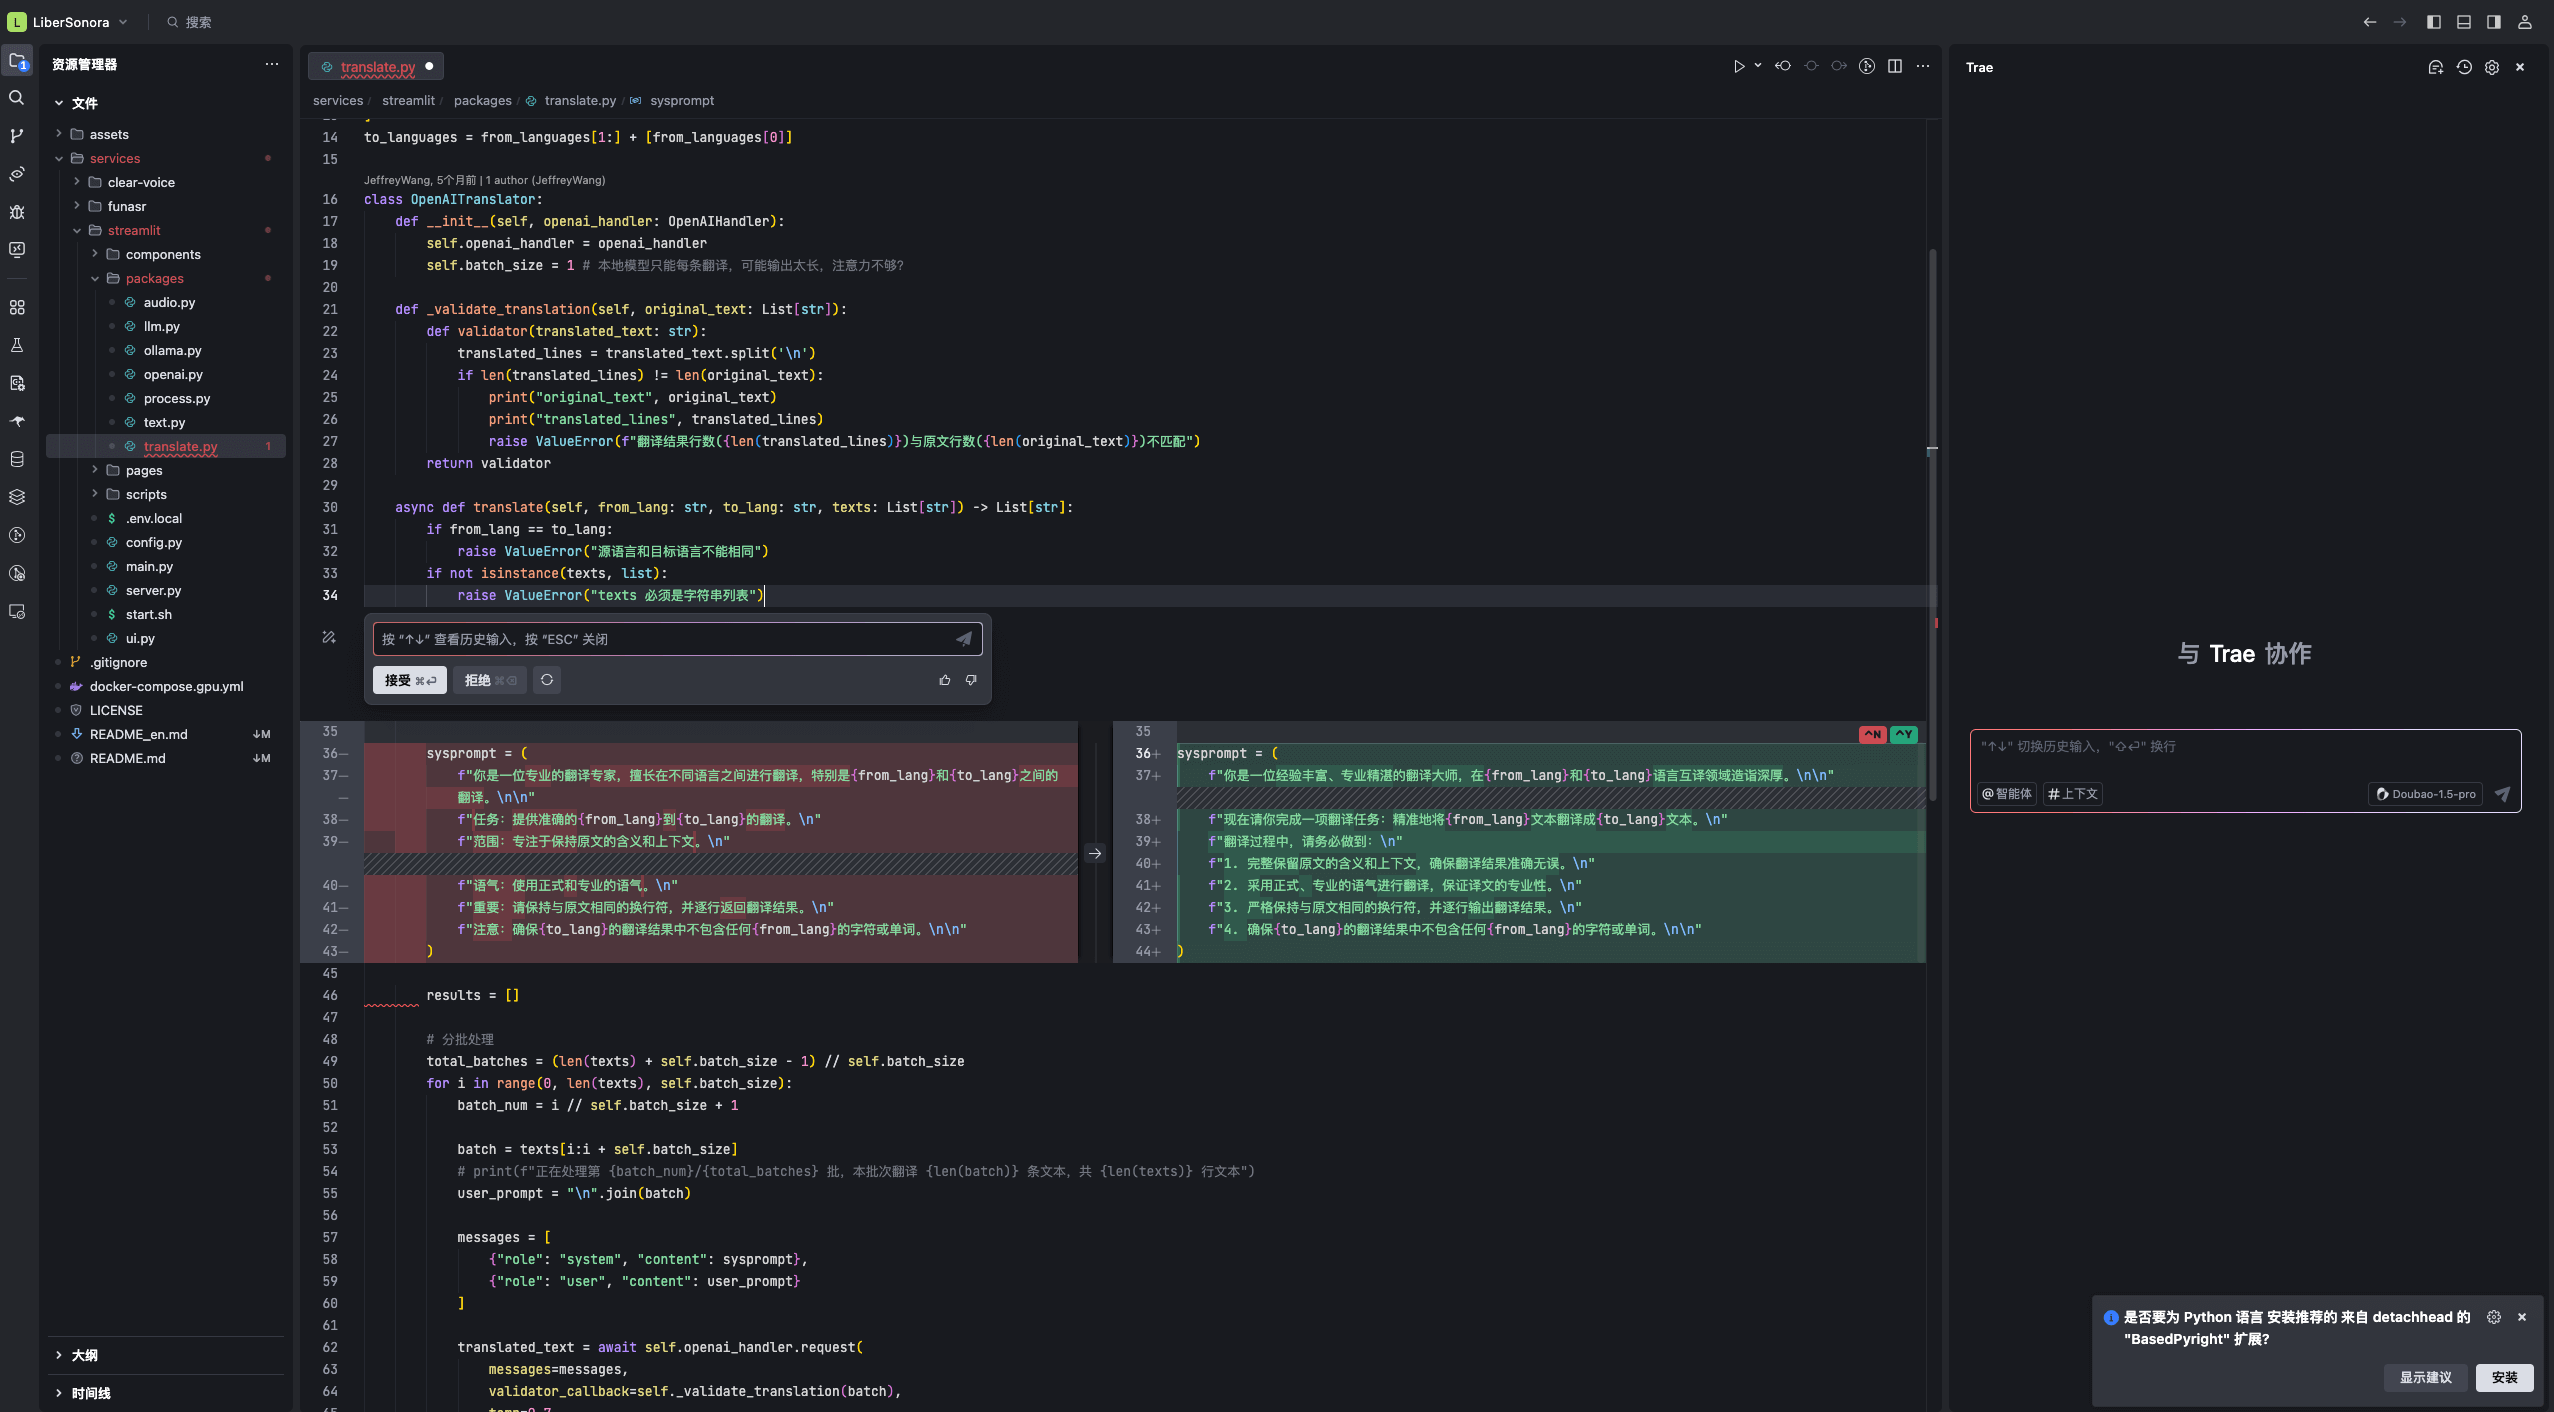 L LiberSonora 搜索
资源管理器
文件
assets
services
clear-voice
funasr
streamlit
components
packages
audio.py
llm.py
ollama.py
openai.py
process.py
text.py
translate.py 1
pages
scripts
.env.local
config.py
main.py
server.py
start.sh
ui.py
.gitignore
docker-compose.gpu.yml
LICENSE
README_en.md ↓M
README.md ↓M
大纲
时间线
translate.py
services / streamlit / packages / translate.py / sysprompt
14 to_languages = from_languages[1:] + [from_languages[0]]
15
JeffreyWang, 5个月前 | 1 author (JeffreyWang)
16 class OpenAITranslator:
17 def __init__(self, openai_handler: OpenAIHandler):
18 self.openai_handler = openai_handler
19 self.batch_size = 1 # 本地模型只能每条翻译，可能输出太长，注意力不够?
20
21 def _validate_translation(self, original_text: List[str]):
22 def validator(translated_text: str):
23 translated_lines = translated_text.split('\n')
24 if len(translated_lines) != len(original_text):
25 print("original_text", original_text)
26 print("translated_lines", translated_lines)
27 raise ValueError(f"翻译结果行数({len(translated_lines)})与原文行数({len(original_text)})不匹配")
28 return validator
29
30 async def translate(self, from_lang: str, to_lang: str, texts: List[str]) -> List[str]:
31 if from_lang == to_lang:
32 raise ValueError("源语言和目标语言不能相同")
33 if not isinstance(texts, list):
34 raise ValueError("texts 必须是字符串列表")
按 “↑↓” 查看历史输入，按 “ESC” 关闭
接受 ⌘⏎ 拒绝 ⌘⌫
35
36— sysprompt = (
37— f"你是一位专业的翻译专家，擅长在不同语言之间进行翻译，特别是{from_lang}和{to_lang}之间的
— 翻译。\n\n"
38— f"任务：提供准确的{from_lang}到{to_lang}的翻译。\n"
39— f"范围：专注于保持原文的含义和上下文。\n"
40— f"语气：使用正式和专业的语气。\n"
41— f"重要：请保持与原文相同的换行符，并逐行返回翻译结果。\n"
42— f"注意：确保{to_lang}的翻译结果中不包含任何{from_lang}的字符或单词。\n\n"
43— )
35 ^N ^Y
36+ sysprompt = (
37+ f"你是一位经验丰富、专业精湛的翻译大师，在{from_lang}和{to_lang}语言互译领域造诣深厚。\n\n"
38+ f"现在请你完成一项翻译任务：精准地将{from_lang}文本翻译成{to_lang}文本。\n"
39+ f"翻译过程中，请务必做到：\n"
40+ f"1. 完整保留原文的含义和上下文，确保翻译结果准确无误。\n"
41+ f"2. 采用正式、专业的语气进行翻译，保证译文的专业性。\n"
42+ f"3. 严格保持与原文相同的换行符，并逐行输出翻译结果。\n"
43+ f"4. 确保{to_lang}的翻译结果中不包含任何{from_lang}的字符或单词。\n\n"
44+ )
45
46 results = []
47
48 # 分批处理
49 total_batches = (len(texts) + self.batch_size - 1) // self.batch_size
50 for i in range(0, len(texts), self.batch_size):
51 batch_num = i // self.batch_size + 1
52
53 batch = texts[i:i + self.batch_size]
54 # print(f"正在处理第 {batch_num}/{total_batches} 批，本批次翻译 {len(batch)} 条文本，共 {len(texts)} 行文本")
55 user_prompt = "\n".join(batch)
56
57 messages = [
58 {"role": "system", "content": sysprompt},
59 {"role": "user", "content": user_prompt}
60 ]
61
62 translated_text = await self.openai_handler.request(
63 messages=messages,
64 validator_callback=self._validate_translation(batch),
Trae
与 Trae 协作
"↑↓" 切换历史输入，"⇧⏎" 换行
@智能体 #上下文 Doubao-1.5-pro
是否要为 Python 语言 安装推荐的 来自 detachhead 的
"BasedPyright" 扩展?
显示建议 安装